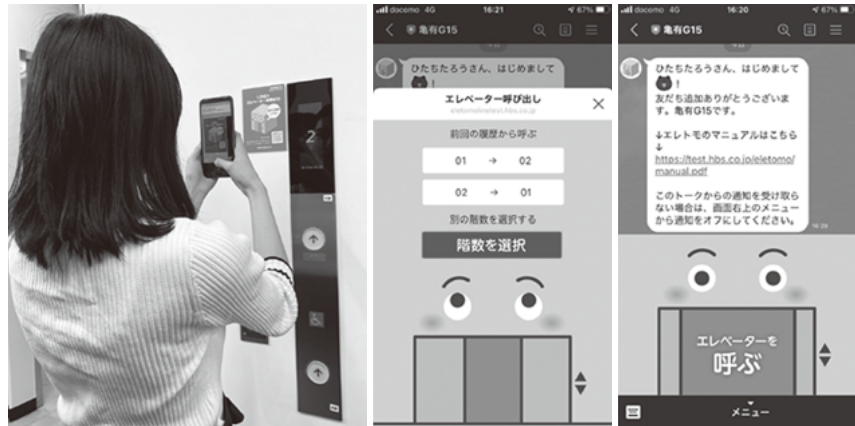 2
docomo 4G
16:21
67%
亀有G15
ひたちたろうさん、はじめまして
！
エレベーター呼び出し
前回の履歴から呼ぶ
01 → 02
02 → 01
別の階数を選択する
階数を選択
docomo 4G
16:20
67%
亀有G15
ひたちたろうさん、はじめまして
！
友だち追加ありがとうございま
す。亀有G15です。
↓エレトモのマニュアルはこちら
↓
https://test.hbs.co.jp/eletomo/
manual.pdf
このトークからの通知を受け取ら
ない場合は、画面右上のメニュー
から通知をオフにしてください。
エレベーターを
呼ぶ
メニュー